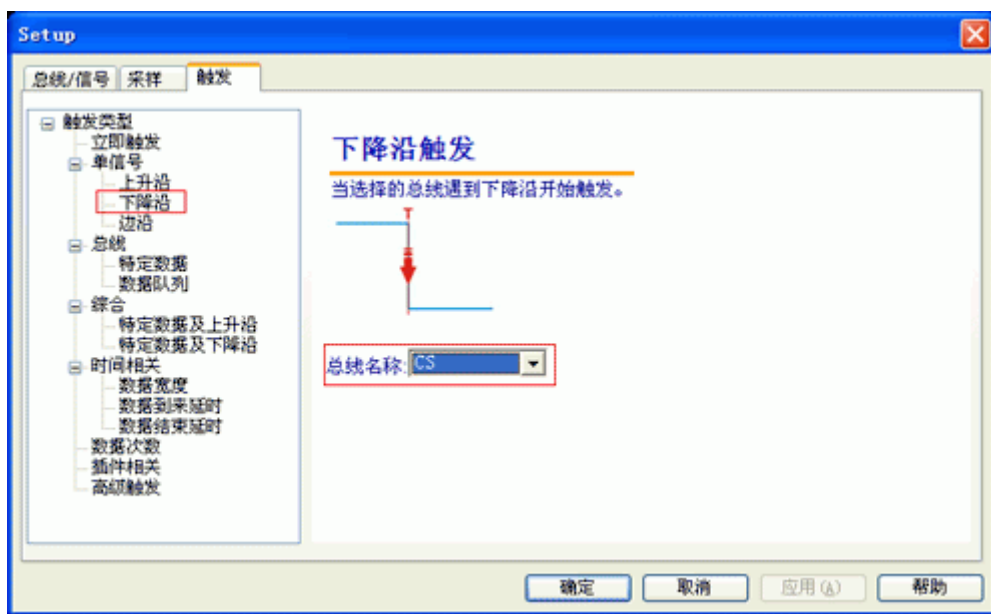 Setup
总线/信号 采样 触发
触发类型
立即触发
单信号
上升沿
下降沿
边沿
总线
特定数据
数据队列
综合
特定数据及上升沿
特定数据及下降沿
时间相关
数据宽度
数据到来延时
数据结束延时
数据次数
插件相关
高级触发
下降沿触发
当选择的总线遇到下降沿开始触发。
T
总线名称: CS
确定 取消 应用(A) 帮助